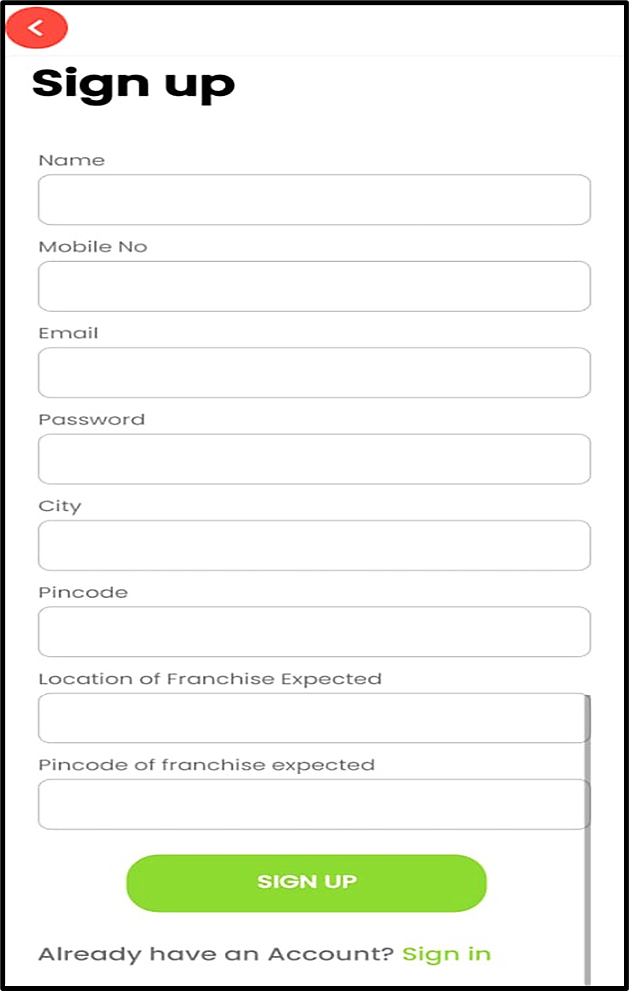 Sign up
Name
Mobile No
Email
Password
City
Pincode
Location of Franchise Expected
Pincode of franchise expected
SIGN UP
Already have an Account? Sign in